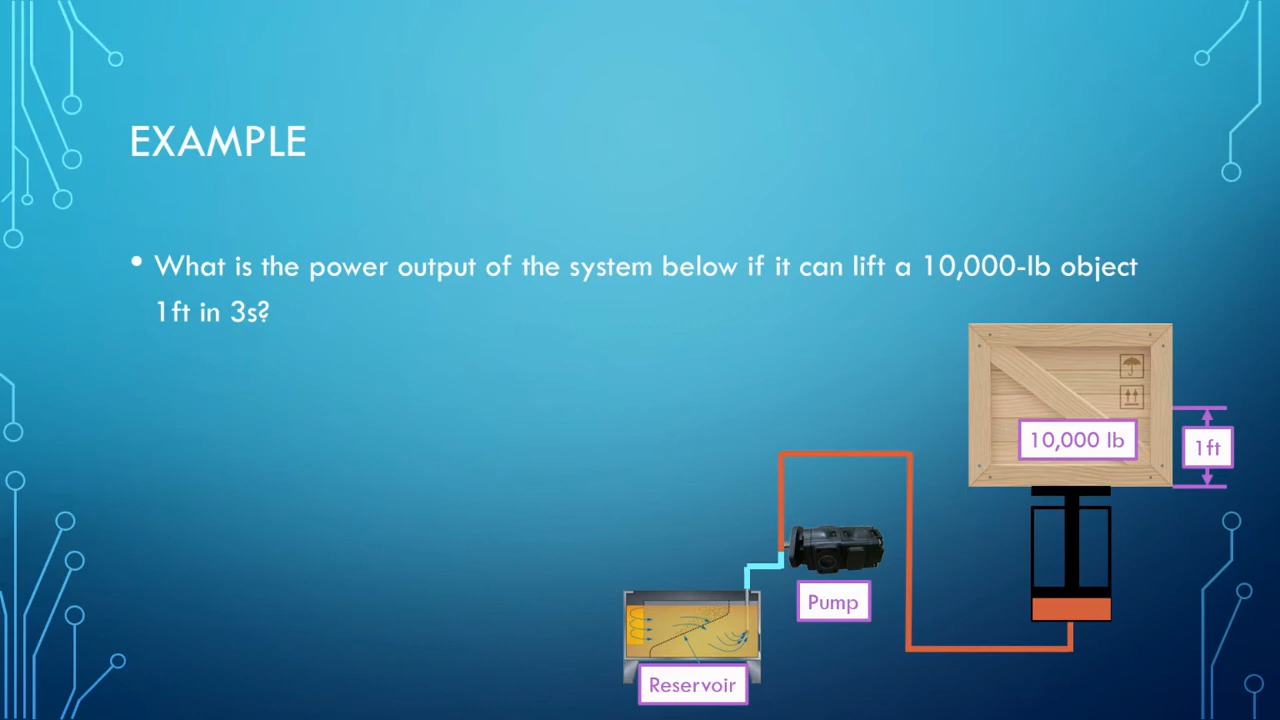 EXAMPLE
• What is the power output of the system below if it can lift a 10,000-lb object
1ft in 3s?
10,000 lb
1ft
Pump
Reservoir